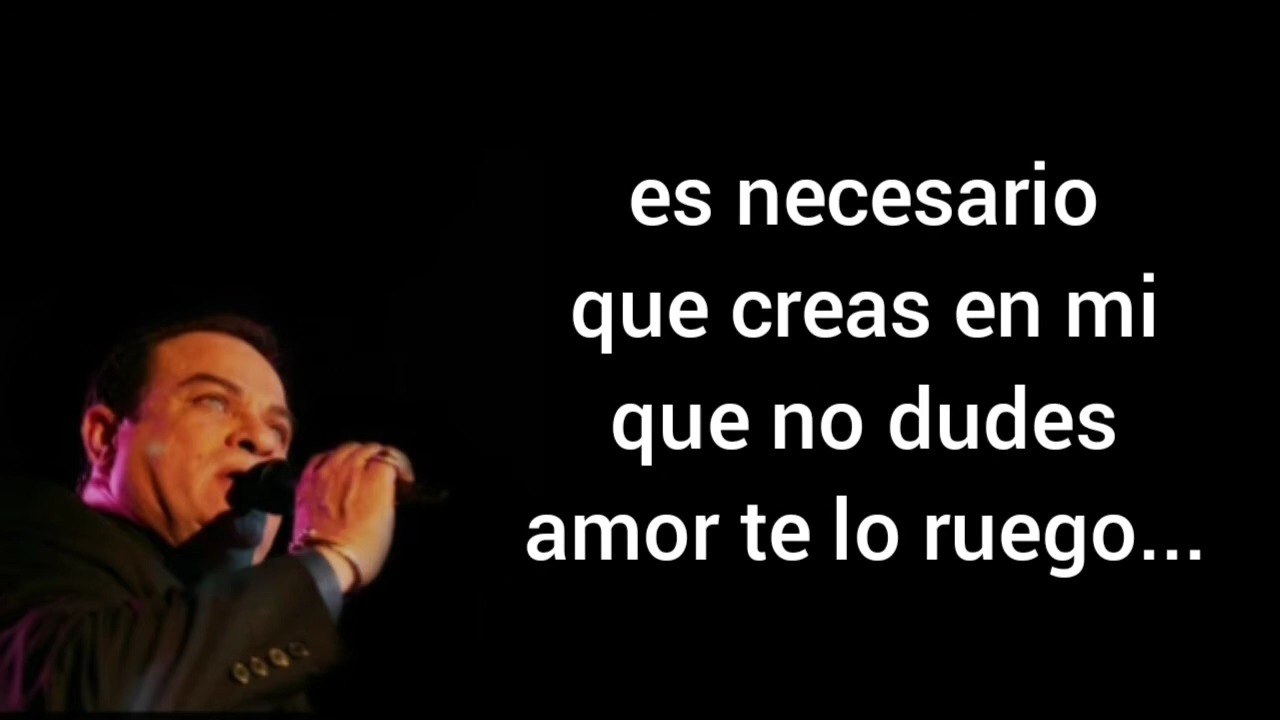 es necesario
que creas en mi
que no dudes
amor te lo ruego...